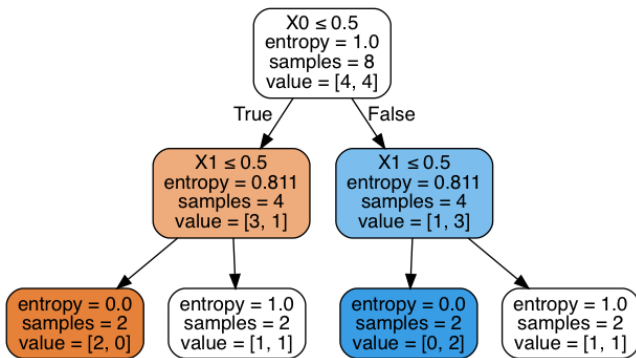 X0 ≤ 0.5
entropy = 1.0
samples = 8
value = [4, 4]
True
False
X1 ≤ 0.5
entropy = 0.811
samples = 4
value = [3, 1]
X1 ≤ 0.5
entropy = 0.811
samples = 4
value = [1, 3]
entropy = 0.0
samples = 2
value = [2, 0]
entropy = 1.0
samples = 2
value = [1, 1]
entropy = 0.0
samples = 2
value = [0, 2]
entropy = 1.0
samples = 2
value = [1, 1]